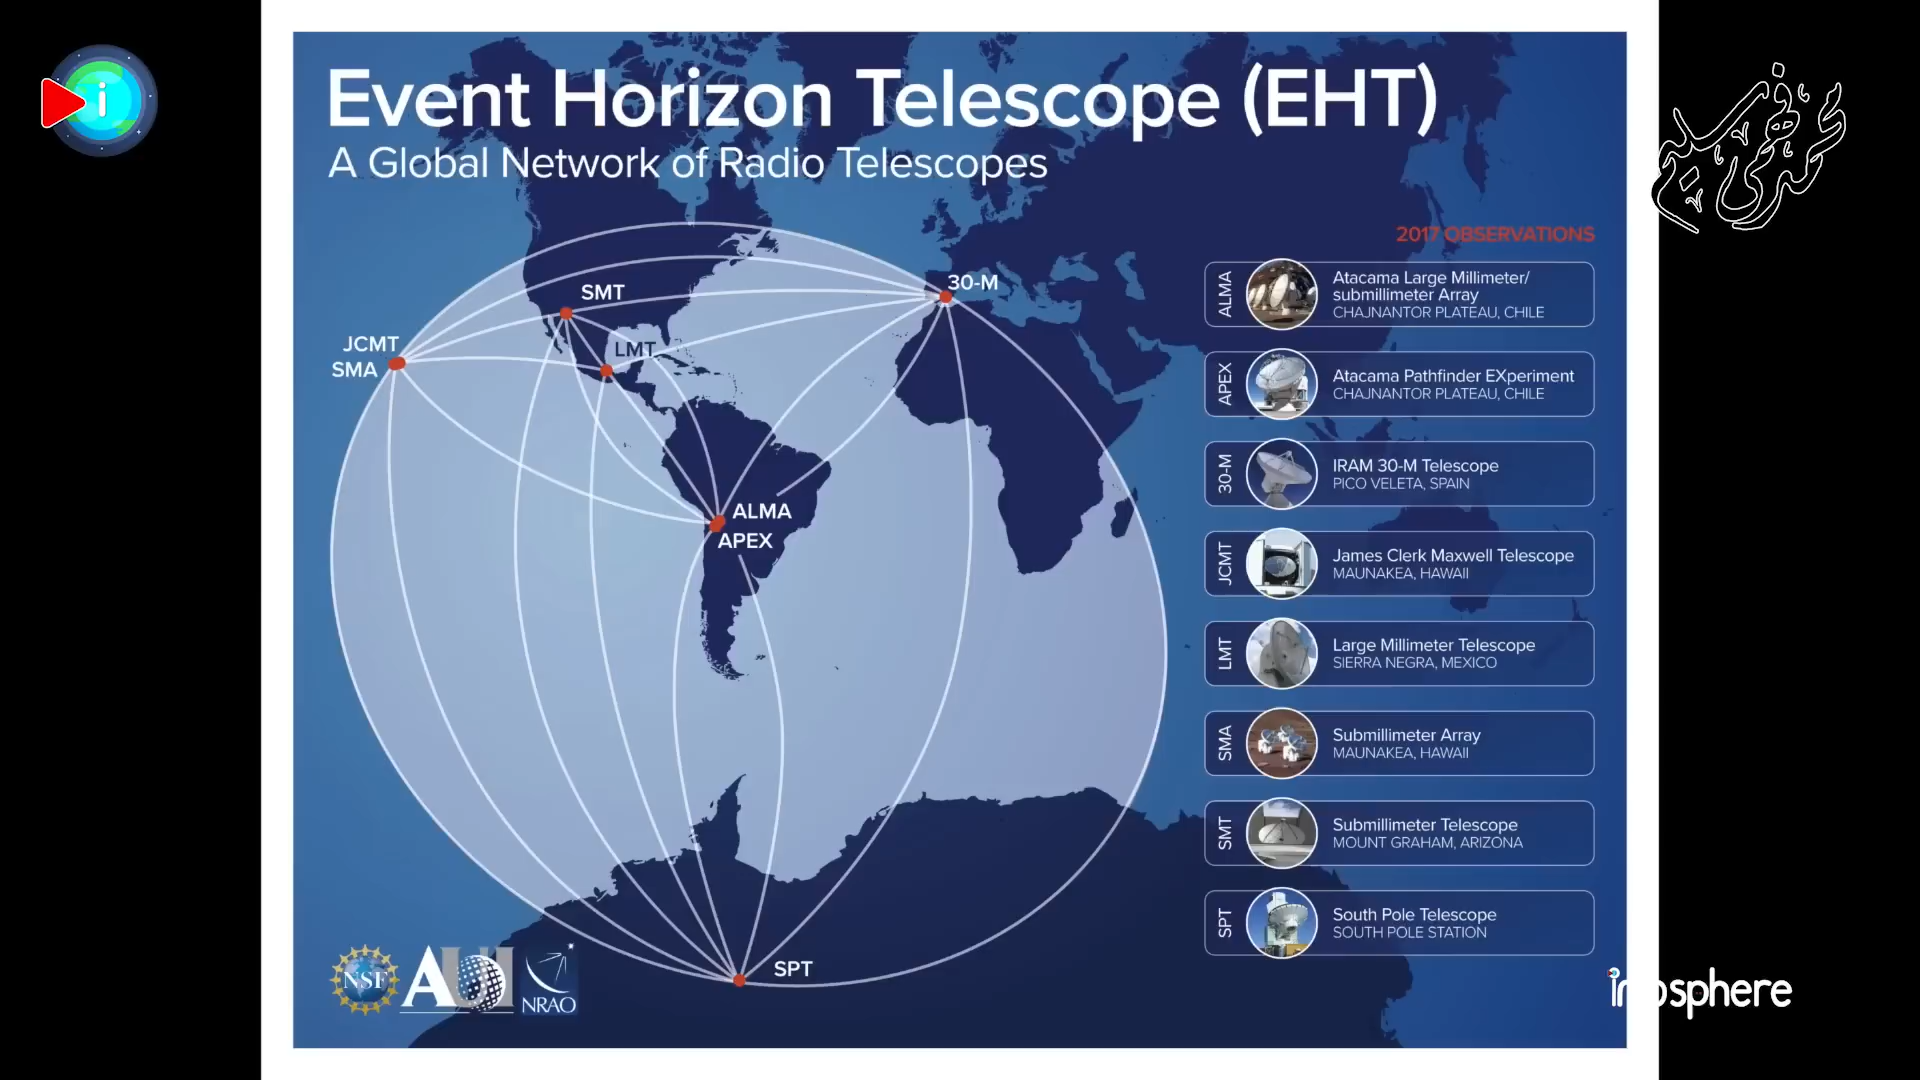 i
Event Horizon Telescope (EHT)
A Global Network of Radio Telescopes
2017 OBSERVATIONS
30-M
SMT
JCMT
SMA
LMT
ALMA
APEX
SPT
ALMA
Atacama Large Millimeter/
submillimeter Array
CHAJNANTOR PLATEAU, CHILE
APEX
Atacama Pathfinder EXperiment
CHAJNANTOR PLATEAU, CHILE
30-M
IRAM 30-M Telescope
PICO VELETA, SPAIN
JCMT
James Clerk Maxwell Telescope
MAUNAKEA, HAWAII
LMT
Large Millimeter Telescope
SIERRA NEGRA, MEXICO
SMA
Submillimeter Array
MAUNAKEA, HAWAII
SMT
Submillimeter Telescope
MOUNT GRAHAM, ARIZONA
SPT
South Pole Telescope
SOUTH POLE STATION
NSF
AUI
NRAO
infosphere